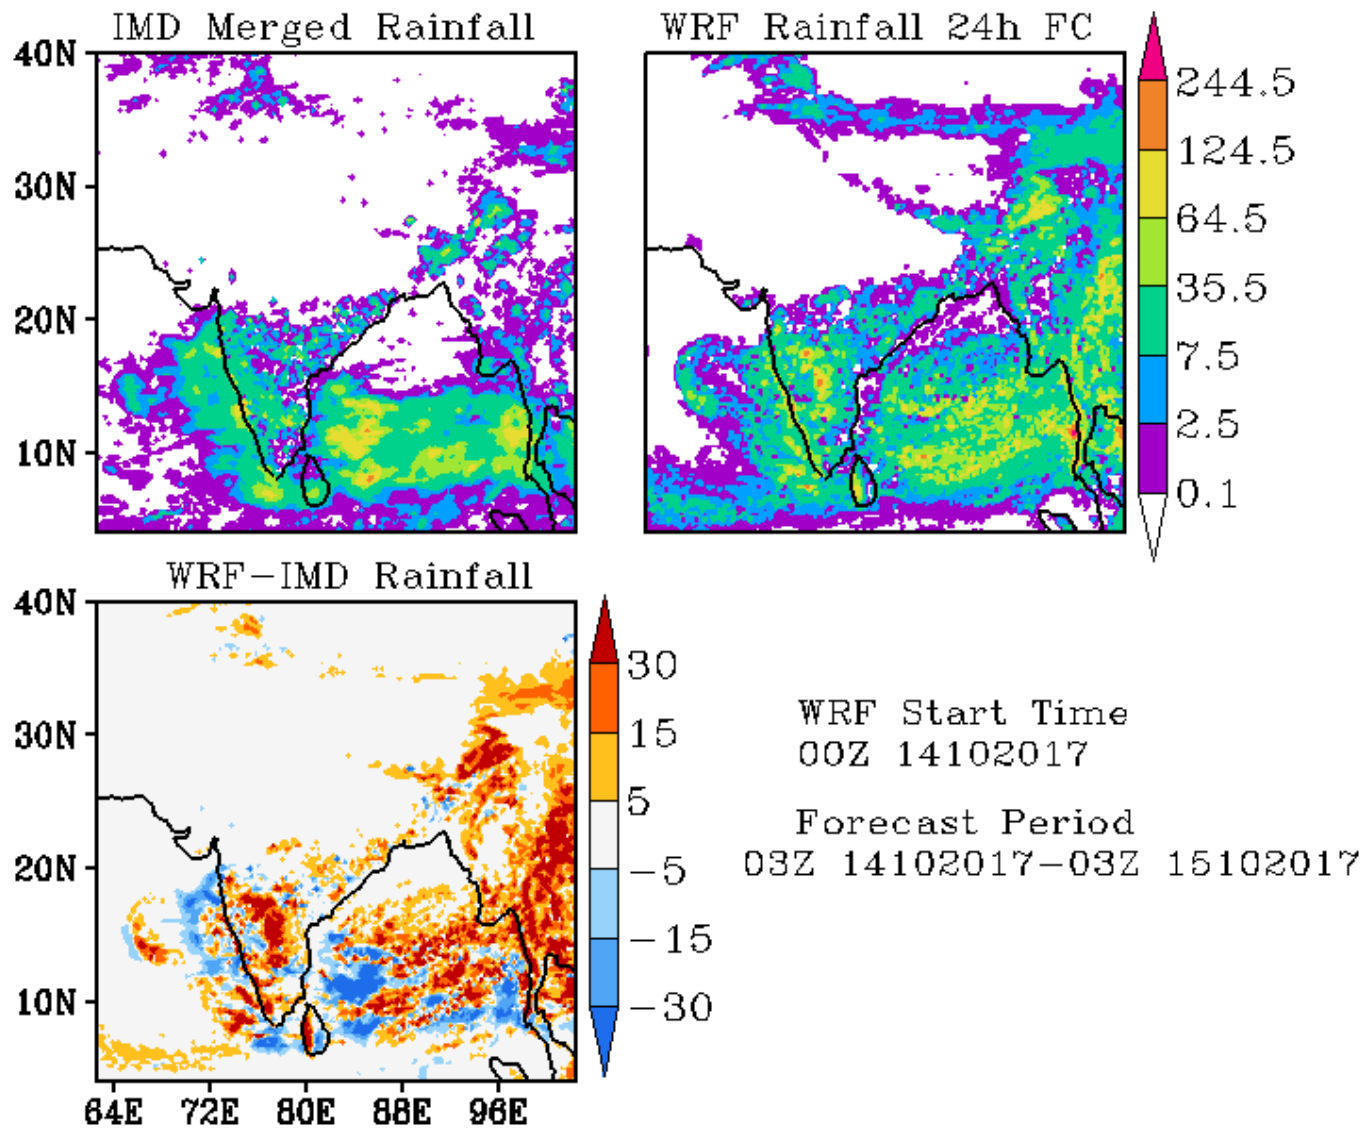 IMD Merged Rainfall
WRF Rainfall 24h FC
40N
30N
20N
10N
244.5
124.5
64.5
35.5
7.5
2.5
0.1
WRF-IMD Rainfall
40N
30N
20N
10N
64E 72E 80E 88E 96E
30
15
5
-5
-15
-30
WRF Start Time
00Z 14102017
Forecast Period
03Z 14102017-03Z 15102017